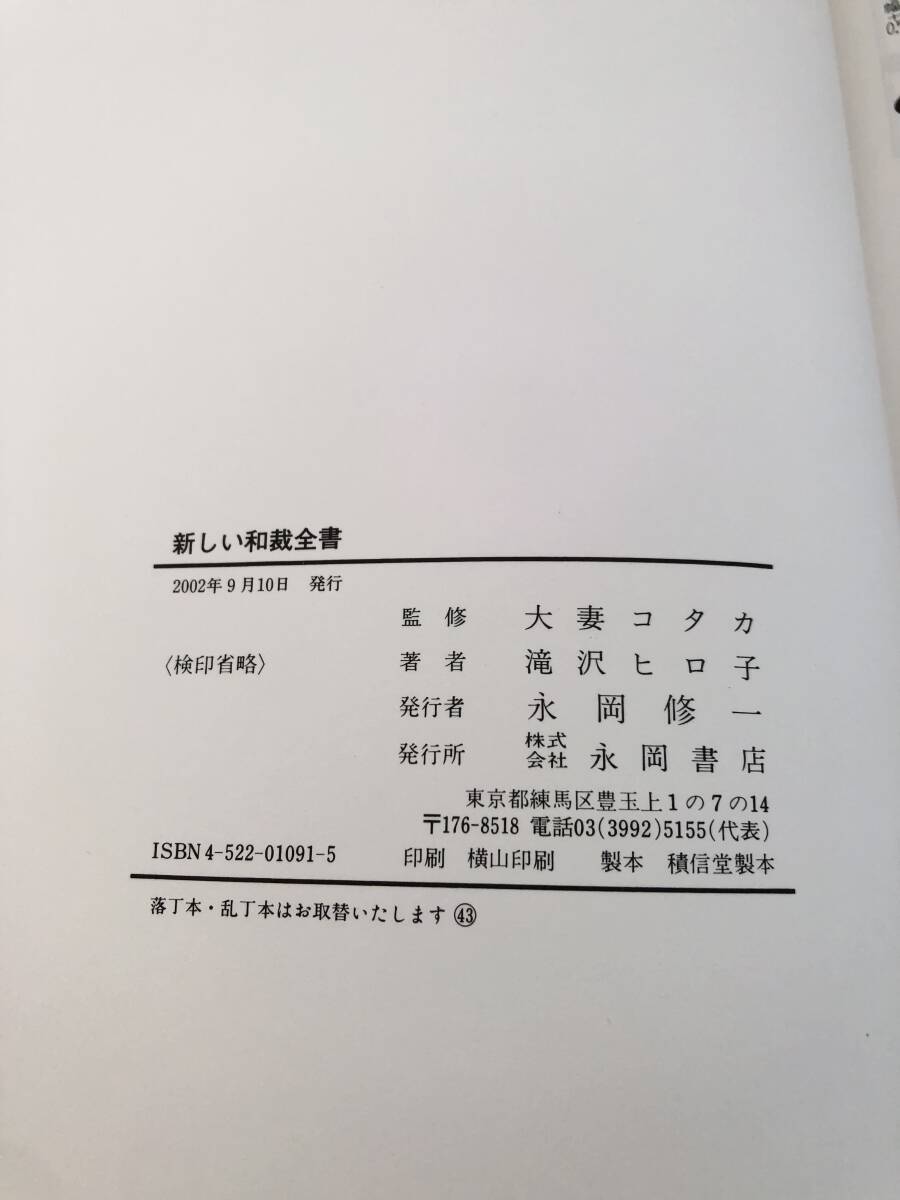 新しい和裁全書
2002年9月10日　発行
監修　大妻コタカ
〈検印省略〉　著者　滝沢ヒロ子
発行者　永岡修一
発行所　株式会社　永岡書店
東京都練馬区豊玉上1の7の14
〒176-8518 電話03(3992)5155(代表)
ISBN4-522-01091-5　印刷　横山印刷　製本　積信堂製本
落丁本・乱丁本はお取替いたします㊸